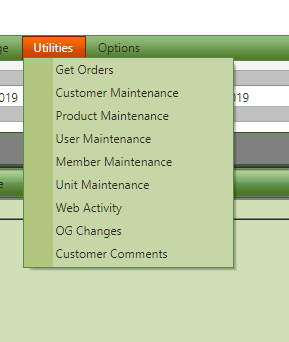 ge Utilities Options
Get Orders
019 Customer Maintenance 019
Product Maintenance
User Maintenance
Member Maintenance
e Unit Maintenance
Web Activity
OG Changes
Customer Comments